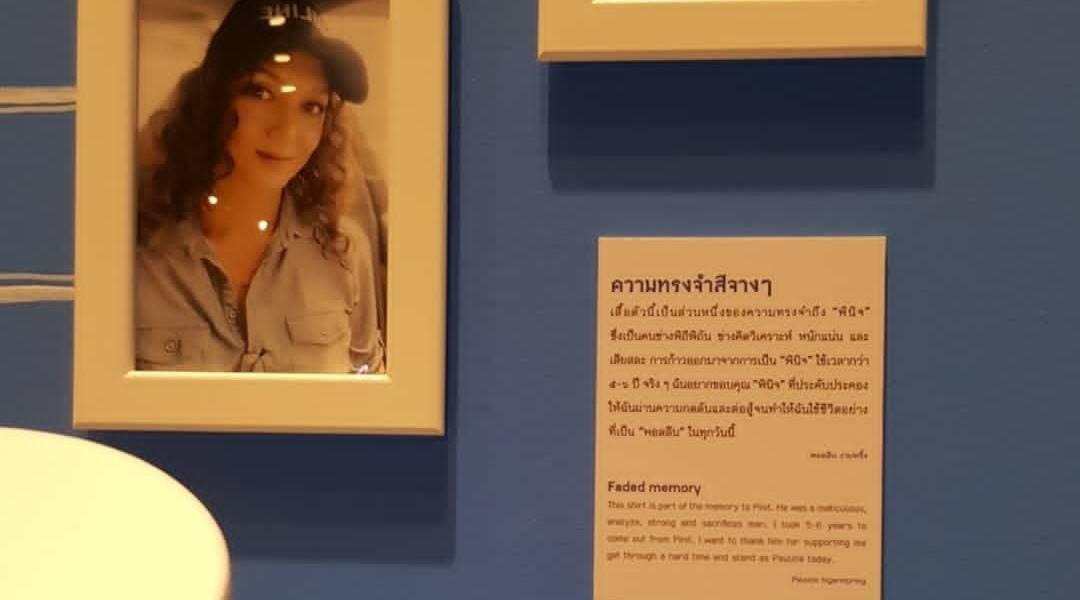 ความทรงจำสีจางๆ
เสื้อตัวนี้เป็นส่วนหนึ่งของความทรงจำถึง "พินิจ"
ซึ่งเป็นคนช่างพิถีพิถัน ช่างคิดวิเคราะห์ หนักแน่น และ
เสียสละ การก้าวออกมาจากการเป็น "พินิจ" ใช้เวลากว่า
๕-๖ ปี จริง ๆ ฉันอยากขอบคุณ "พินิจ" ที่ประคับประคอง
ให้ฉันผ่านความกดดันและต่อสู้จนทำให้ฉันใช้ชีวิตอย่าง
ที่เป็น "พอลลีน" ในทุกวันนี้
พอลลีน งามพริ้ง
Faded memory
This shirt is part of the memory to Pinit. He was a meticulous,
analyze, strong and sacrifices man. I took 5-6 years to
come out from Pinit. I want to thank him for supporting me
get through a hard time and stand as Pauline today.
Pauline Ngarmpring